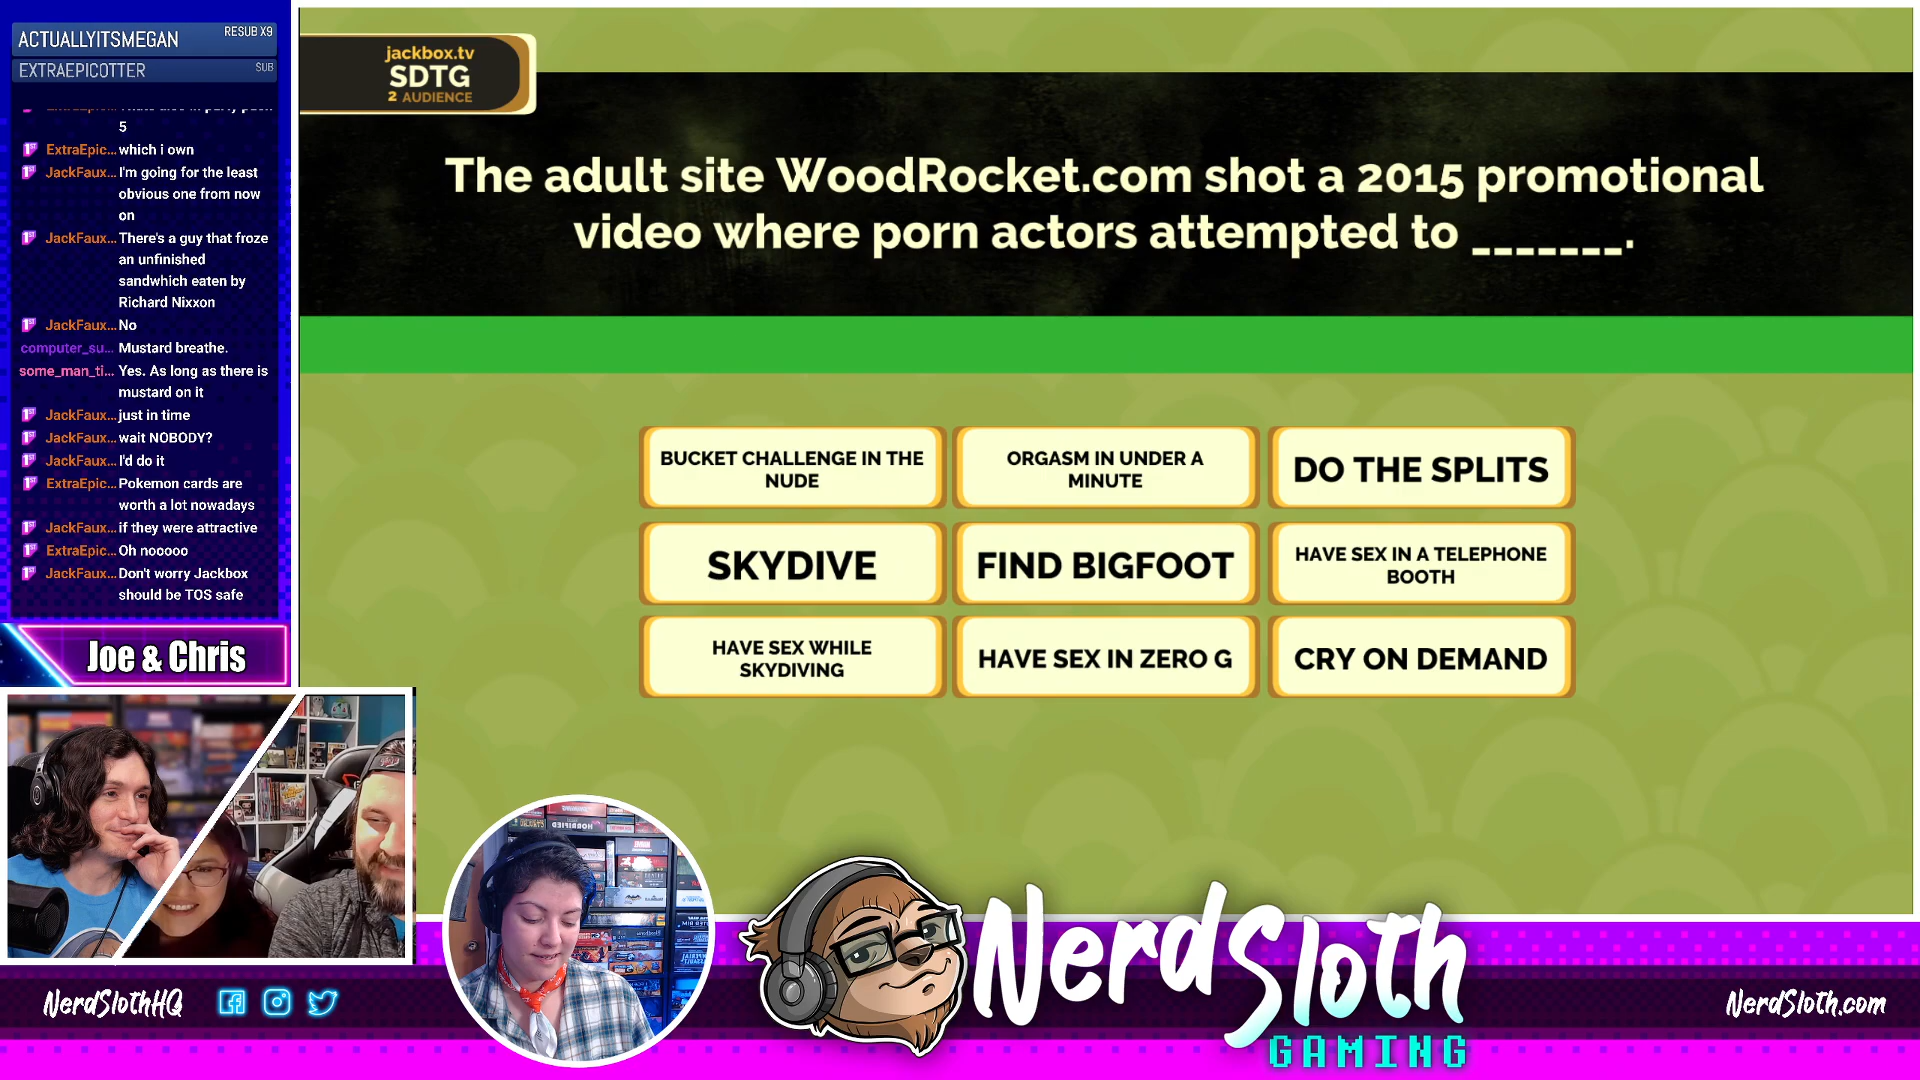 ACTUALLYITSMEGAN RESUB X9
EXTRAEPICOTTER SUB
5
ExtraEpic... which i own
JackFaux... I'm going for the least
obvious one from now
on
JackFaux... There's a guy that froze
an unfinished
sandwhich eaten by
Richard Nixxon
JackFaux... No
computer_su... Mustard breathe.
some_man_ti... Yes. As long as there is
mustard on it
JackFaux... just in time
JackFaux... wait NOBODY?
JackFaux... I'd do it
ExtraEpic... Pokemon cards are
worth a lot nowadays
JackFaux... if they were attractive
ExtraEpic... Oh nooooo
JackFaux... Don't worry Jackbox
should be TOS safe
Joe & Chris
jackbox.tv
SDTG
2 AUDIENCE
The adult site WoodRocket.com shot a 2015 promotional
video where porn actors attempted to _______.
BUCKET CHALLENGE IN THE
NUDE
ORGASM IN UNDER A
MINUTE
DO THE SPLITS
SKYDIVE
FIND BIGFOOT
HAVE SEX IN A TELEPHONE
BOOTH
HAVE SEX WHILE
SKYDIVING
HAVE SEX IN ZERO G
CRY ON DEMAND
HORRIFIED
NerdSlothHQ
NerdSloth
GAMING
NerdSloth.com